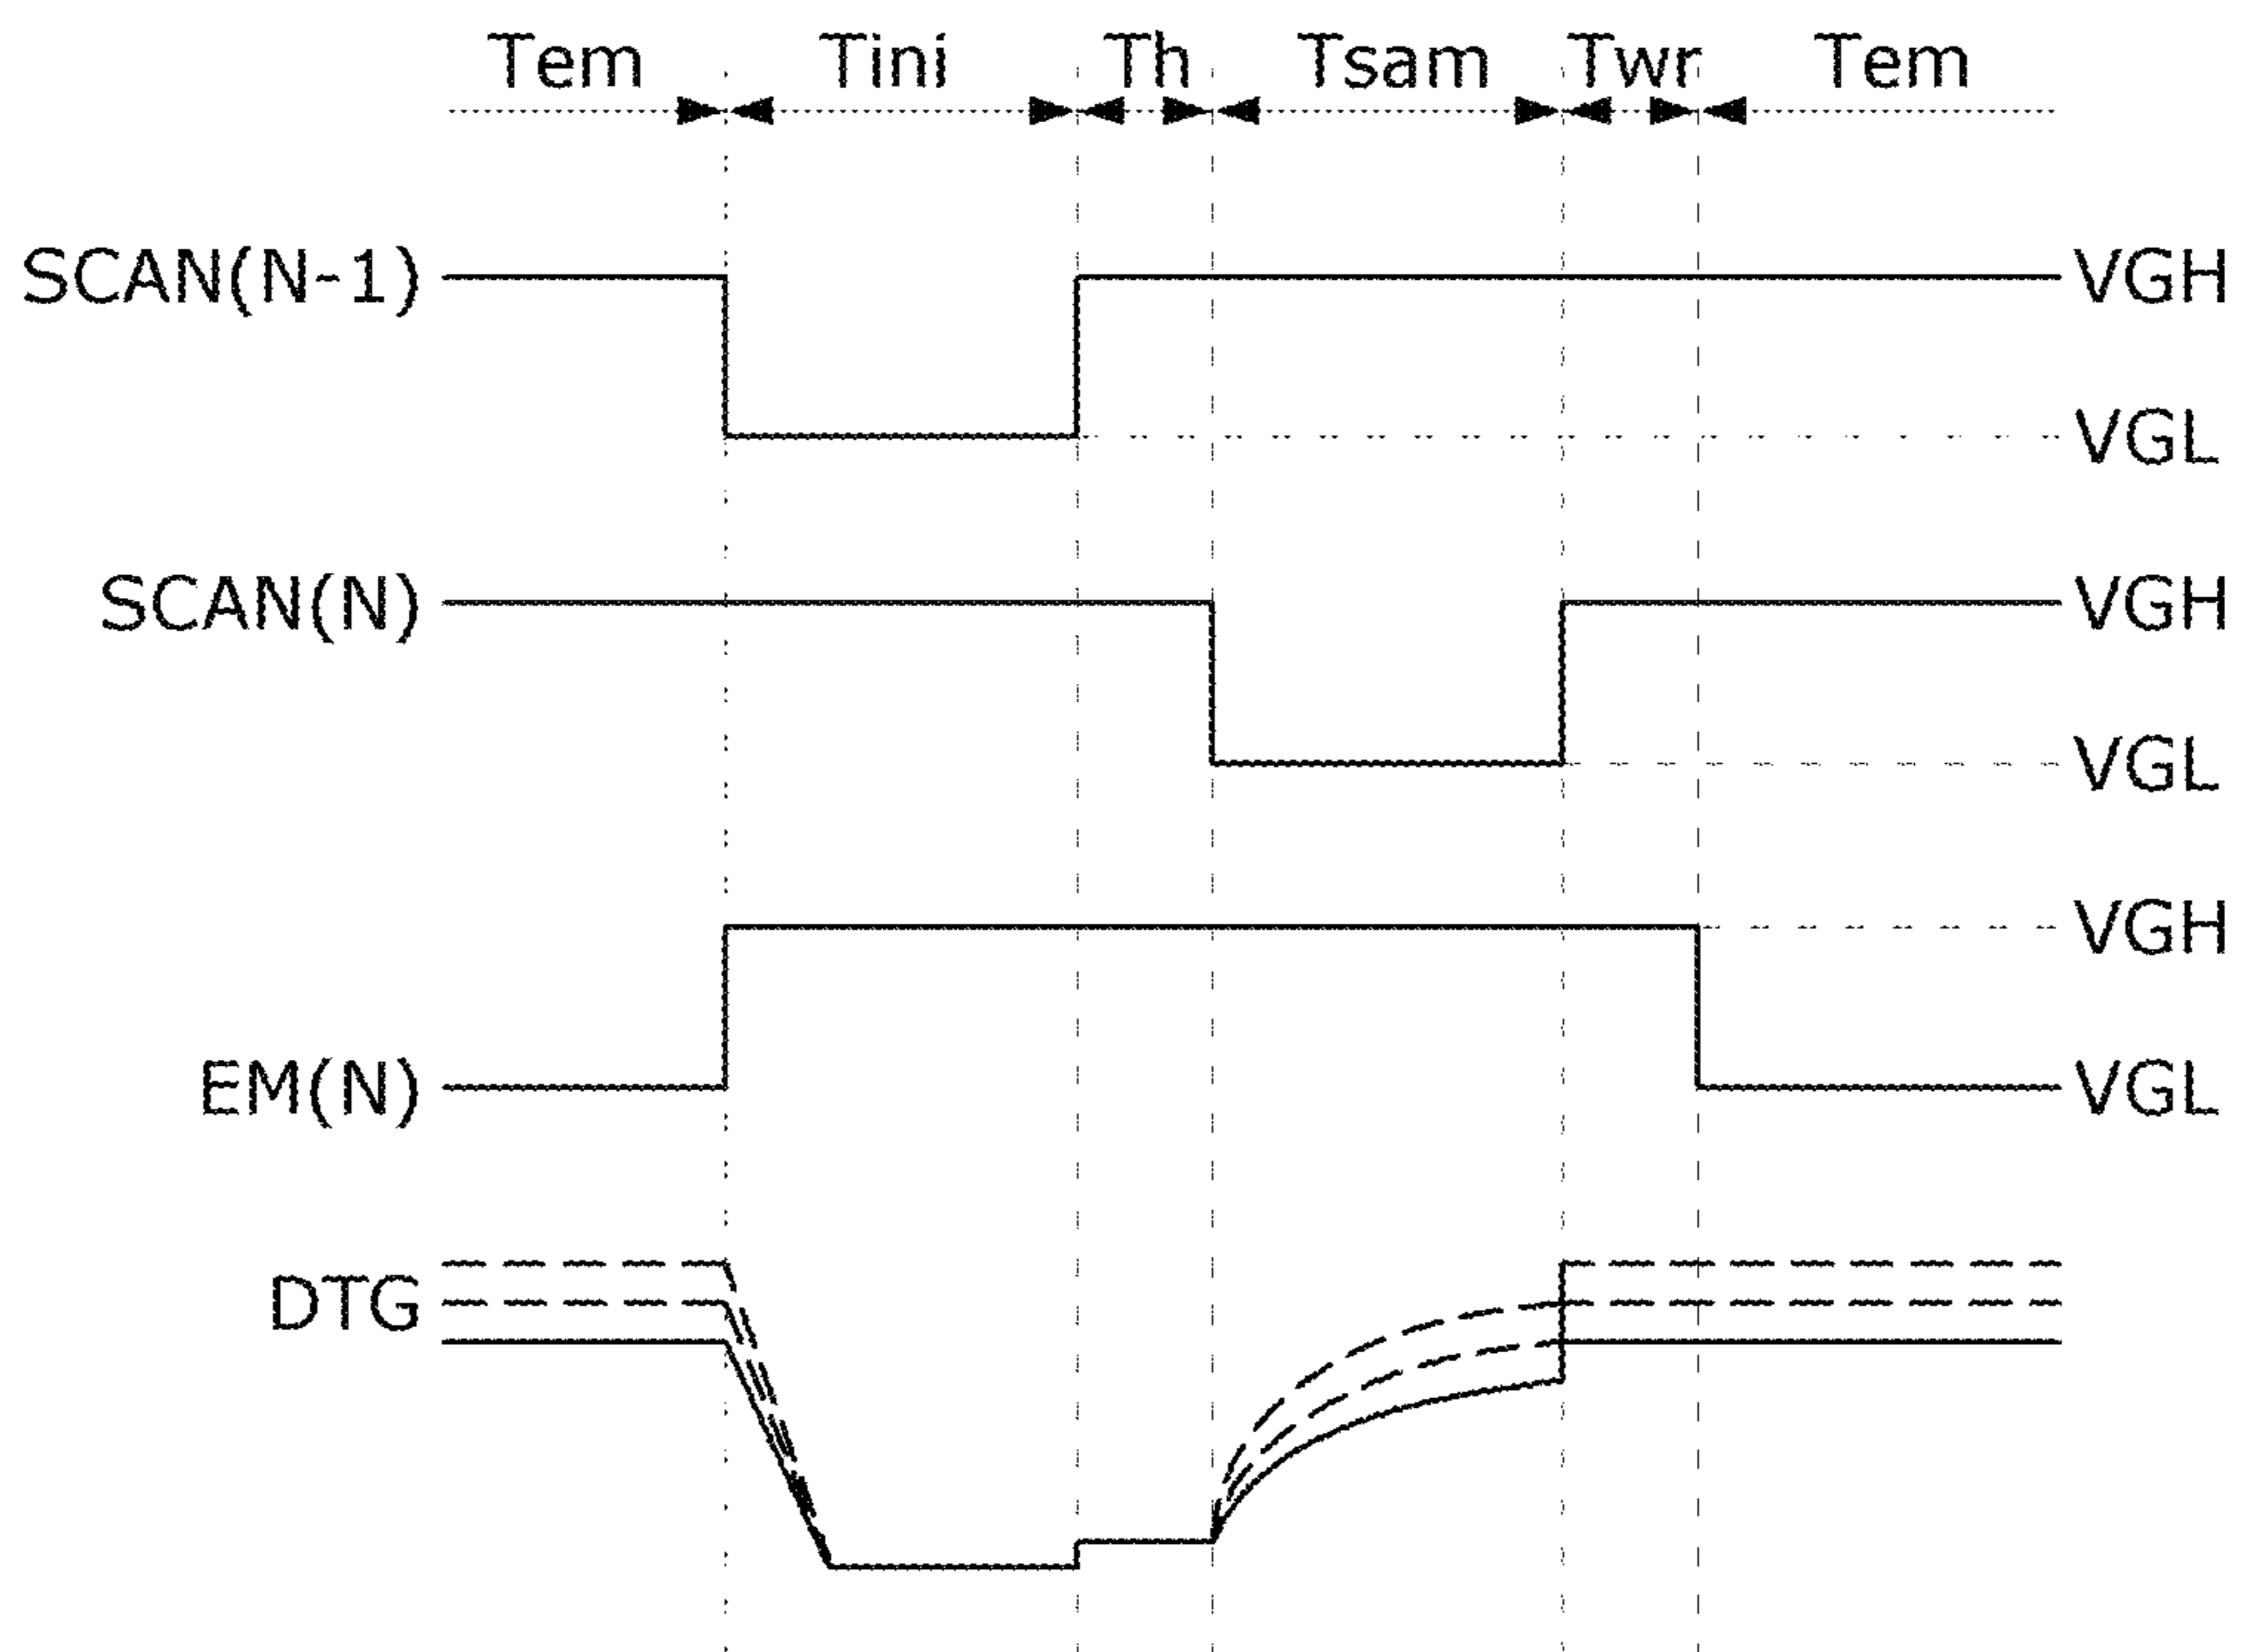 Tem Tini Th Tsam Twr Tem
SCAN(N-1) VGH
VGL
SCAN(N) VGH
VGL
VGH
EM(N) VGL
DTG